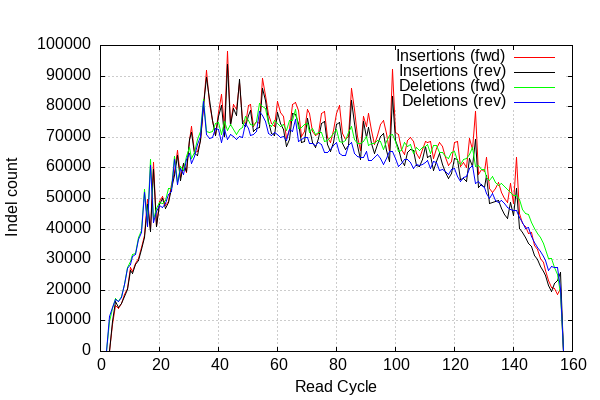 100000
90000
80000
70000
60000
50000
40000
30000
20000
10000
0
Indel count
Insertions (fwd)
Insertions (rev)
Deletions (fwd)
Deletions (rev)
0 20 40 60 80 100 120 140 160
Read Cycle